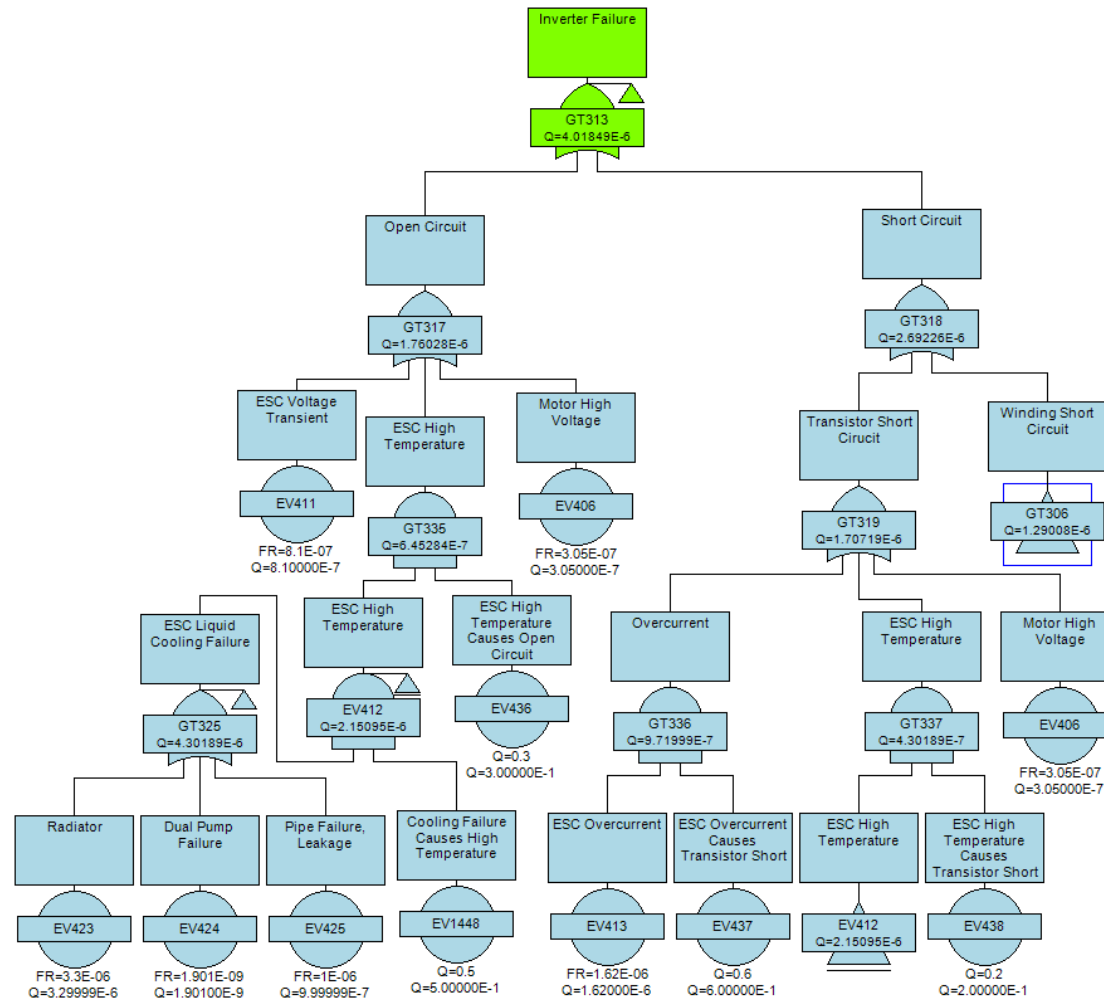 Inverter Failure
GT313
Q=4.01849E-6
Open Circuit
GT317
Q=1.76028E-6
Short Circuit
GT318
Q=2.69226E-6
ESC Voltage
Transient
EV411
FR=8.1E-07
Q=8.10000E-7
ESC High
Temperature
GT335
Q=6.45284E-7
Motor High
Voltage
EV406
FR=3.05E-07
Q=3.05000E-7
Transistor Short
Cirucit
GT319
Q=1.70719E-6
Winding Short
Circuit
GT306
Q=1.29008E-6
ESC Liquid
Cooling Failure
GT325
Q=4.30189E-6
ESC High
Temperature
EV412
Q=2.15095E-6
ESC High
Temperature
Causes Open
Circuit
EV436
Q=0.3
Q=3.00000E-1
Overcurrent
GT336
Q=9.71999E-7
ESC High
Temperature
GT337
Q=4.30189E-7
Motor High
Voltage
EV406
FR=3.05E-07
Q=3.05000E-7
Radiator
EV423
FR=3.3E-06
Q=3.29999E-6
Dual Pump
Failure
EV424
FR=1.901E-09
Q=1.90100E-9
Pipe Failure,
Leakage
EV425
FR=1E-06
Q=9.99999E-7
Cooling Failure
Causes High
Temperature
EV1448
Q=0.5
Q=5.00000E-1
ESC Overcurrent
EV413
FR=1.62E-06
Q=1.62000E-6
ESC Overcurrent
Causes
Transistor Short
EV437
Q=0.6
Q=6.00000E-1
ESC High
Temperature
EV412
Q=2.15095E-6
ESC High
Temperature
Causes
Transistor Short
EV438
Q=0.2
Q=2.00000E-1